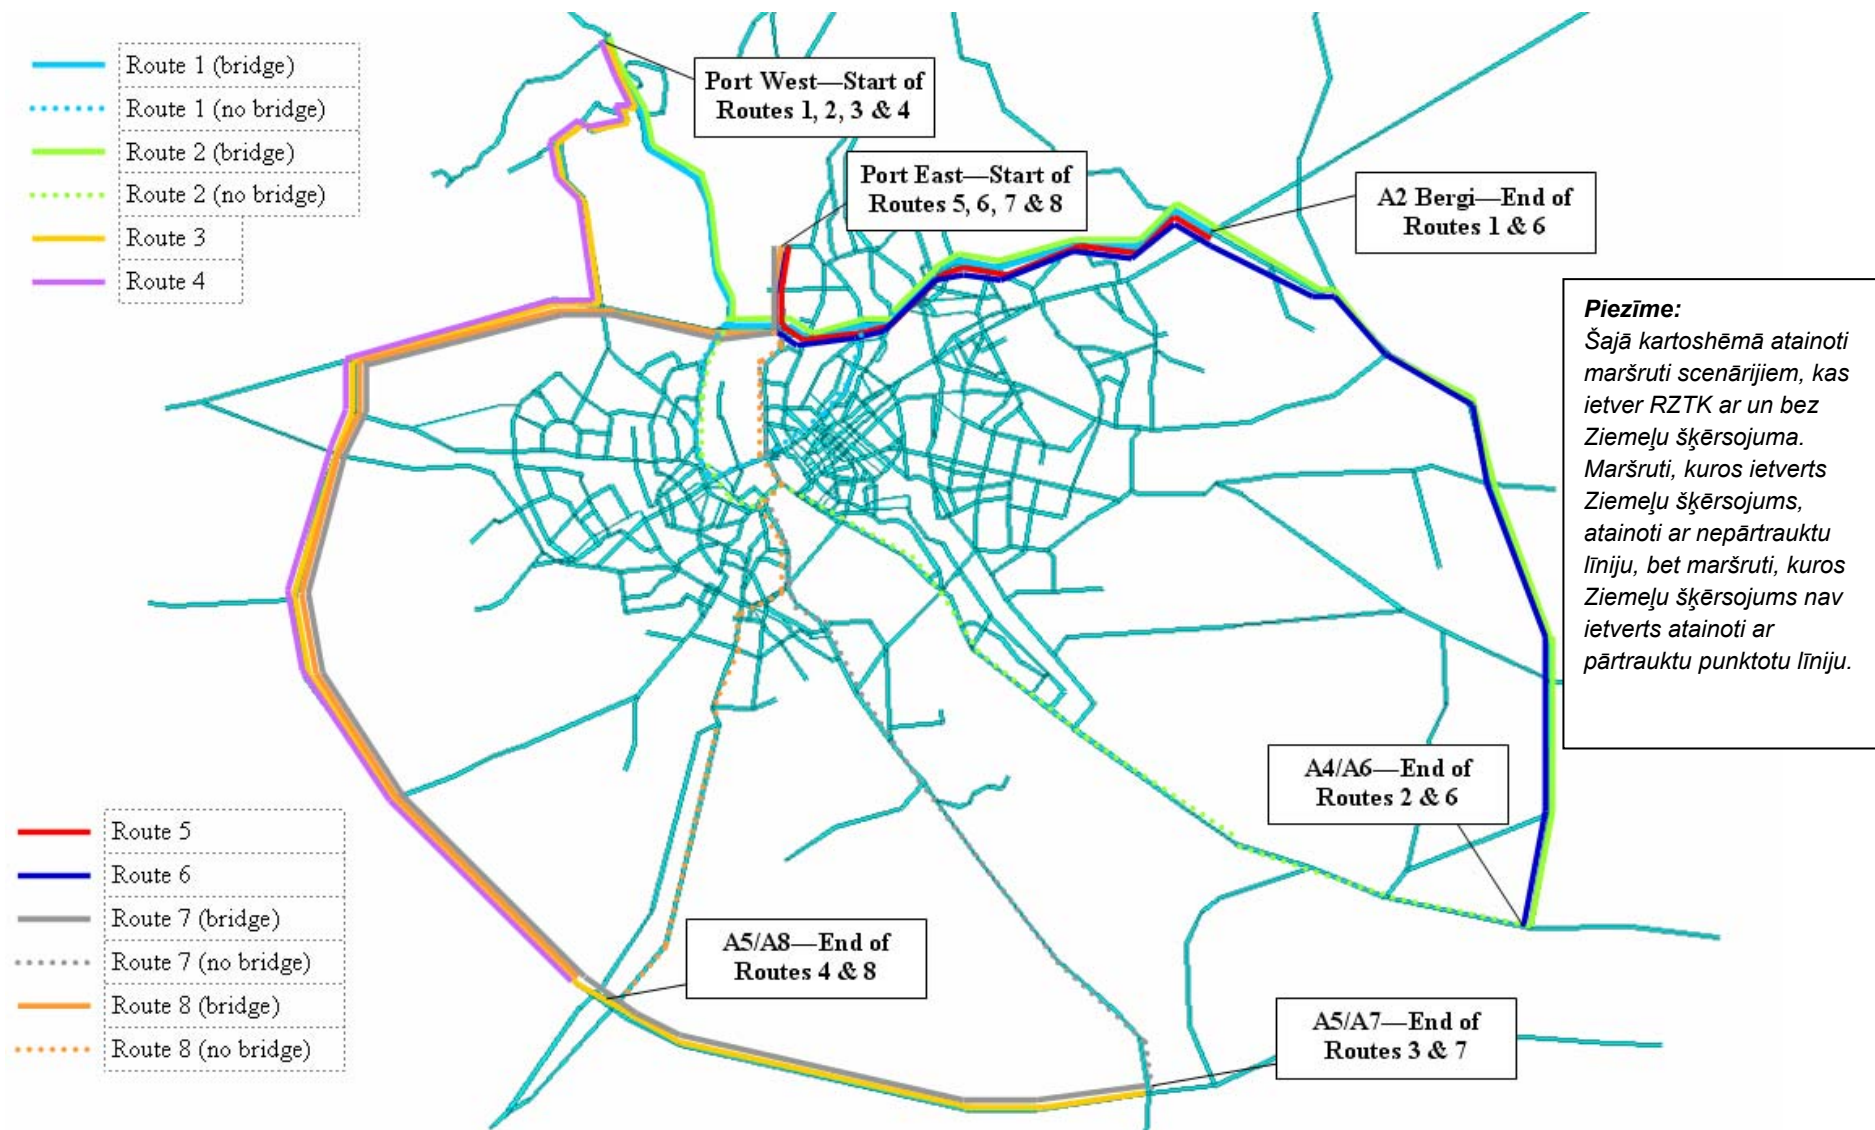 Route 1 (bridge)
Route 1 (no bridge)
Route 2 (bridge)
Route 2 (no bridge)
Route 3
Route 4
Port West—Start of
Routes 1, 2, 3 & 4
Port East—Start of
Routes 5, 6, 7 & 8
A2 Bergi—End of
Routes 1 & 6
Piezīme:
Šajā kartoshēmā atainoti
maršruti scenārijiem, kas
ietver RZTK ar un bez
Ziemeļu šķērsojuma.
Maršruti, kuros ietverts
Ziemeļu šķērsojums,
atainoti ar nepārtrauktu
līniju, bet maršruti, kuros
Ziemeļu šķērsojums nav
ietverts atainoti ar
pārtrauktu punktotu līniju.
A4/A6—End of
Routes 2 & 6
Route 5
Route 6
Route 7 (bridge)
Route 7 (no bridge)
Route 8 (bridge)
Route 8 (no bridge)
A5/A8—End of
Routes 4 & 8
A5/A7—End of
Routes 3 & 7